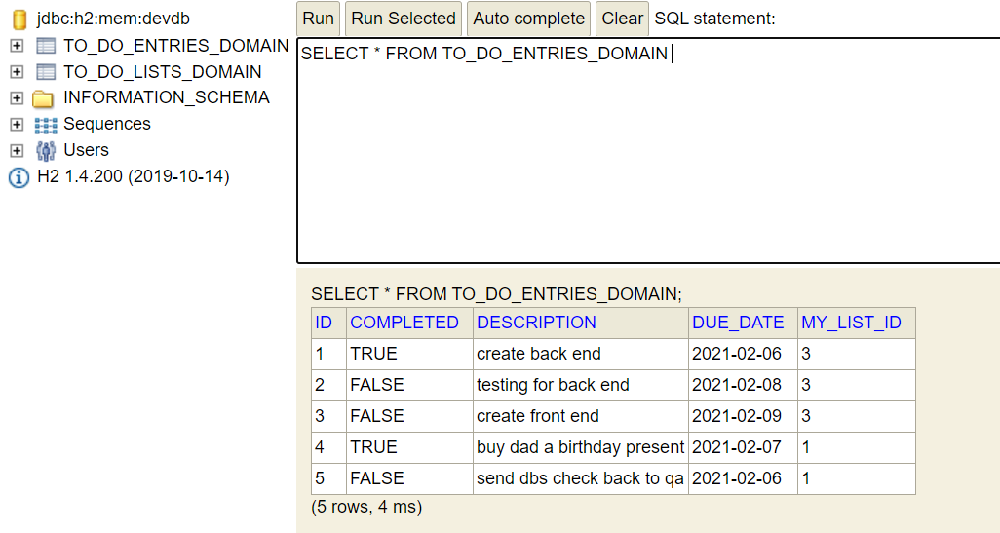 jdbc:h2:mem:devdb
TO_DO_ENTRIES_DOMAIN
TO_DO_LISTS_DOMAIN
INFORMATION_SCHEMA
Sequences
Users
H2 1.4.200 (2019-10-14)
Run Run Selected Auto complete Clear SQL statement:
SELECT * FROM TO_DO_ENTRIES_DOMAIN
SELECT * FROM TO_DO_ENTRIES_DOMAIN;
ID COMPLETED DESCRIPTION DUE_DATE MY_LIST_ID
1 TRUE create back end 2021-02-06 3
2 FALSE testing for back end 2021-02-08 3
3 FALSE create front end 2021-02-09 3
4 TRUE buy dad a birthday present 2021-02-07 1
5 FALSE send dbs check back to qa 2021-02-06 1
(5 rows, 4 ms)